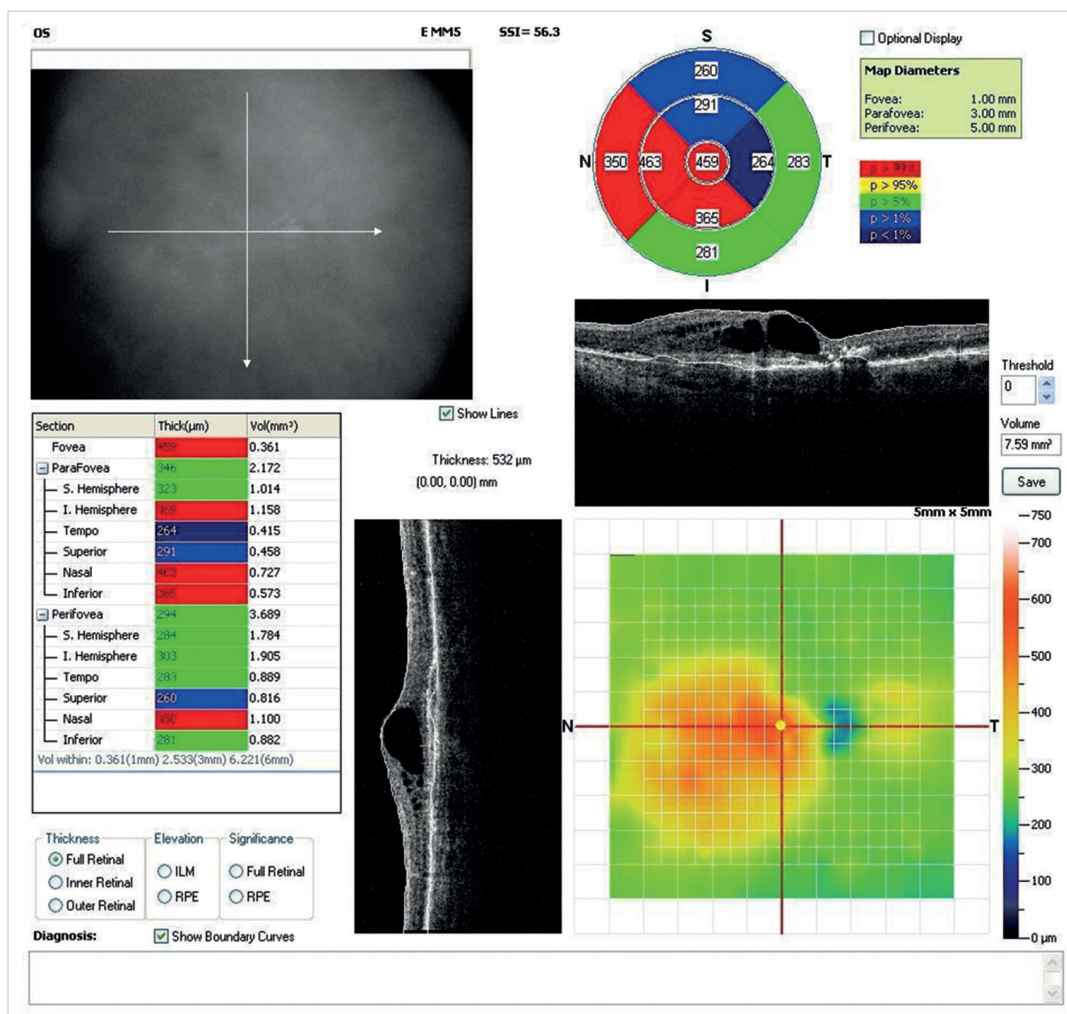 OS E MM5 SSI= 56.3
S
260
291
N 350 463 459 264 283 T
365
281
I
Optional Display
Map Diameters
Fovea: 1.00 mm
Parafovea: 3.00 mm
Perifovea: 5.00 mm
p > 99%
p > 95%
p > 5%
p > 1%
p < 1%
Threshold
0
Volume
7.59 mm³
Save
Show Lines
Thickness: 532 µm
(0.00, 0.00) mm
Section Thick(µm) Vol(mm³)
Fovea 459 0.361
ParaFovea 346 2.172
S. Hemisphere 323 1.014
I. Hemisphere 369 1.158
Tempo 264 0.415
Superior 291 0.458
Nasal 463 0.727
Inferior 365 0.573
Perifovea 294 3.689
S. Hemisphere 284 1.784
I. Hemisphere 303 1.905
Tempo 283 0.889
Superior 260 0.816
Nasal 350 1.100
Inferior 281 0.882
Vol within: 0.361(1mm) 2.533(3mm) 6.221(6mm)
5mm x 5mm
N T
750
700
600
500
400
300
200
100
0 µm
Thickness
Full Retinal
Inner Retinal
Outer Retinal
Elevation
ILM
RPE
Significance
Full Retinal
RPE
Diagnosis:
Show Boundary Curves